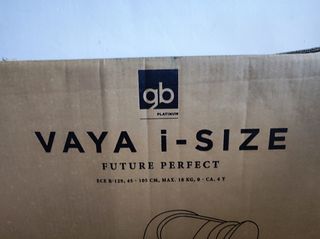 gb
PLATINUM
VAYA i-SIZE
FUTURE PERFECT
ECE R-129, 45 - 105 CM, MAX. 18 KG, 0 - CA. 4 Y